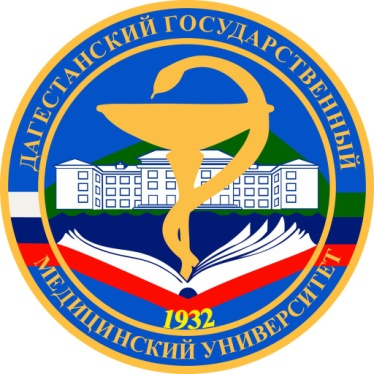 ДАГЕСТАНСКИЙ ГОСУДАРСТВЕННЫЙ
МЕДИЦИНСКИЙ УНИВЕРСИТЕТ
1932